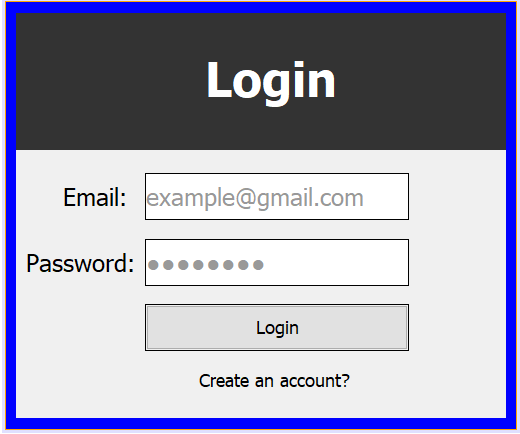 Login
Email: example@gmail.com
Password: ●●●●●●●●
Login
Create an account?